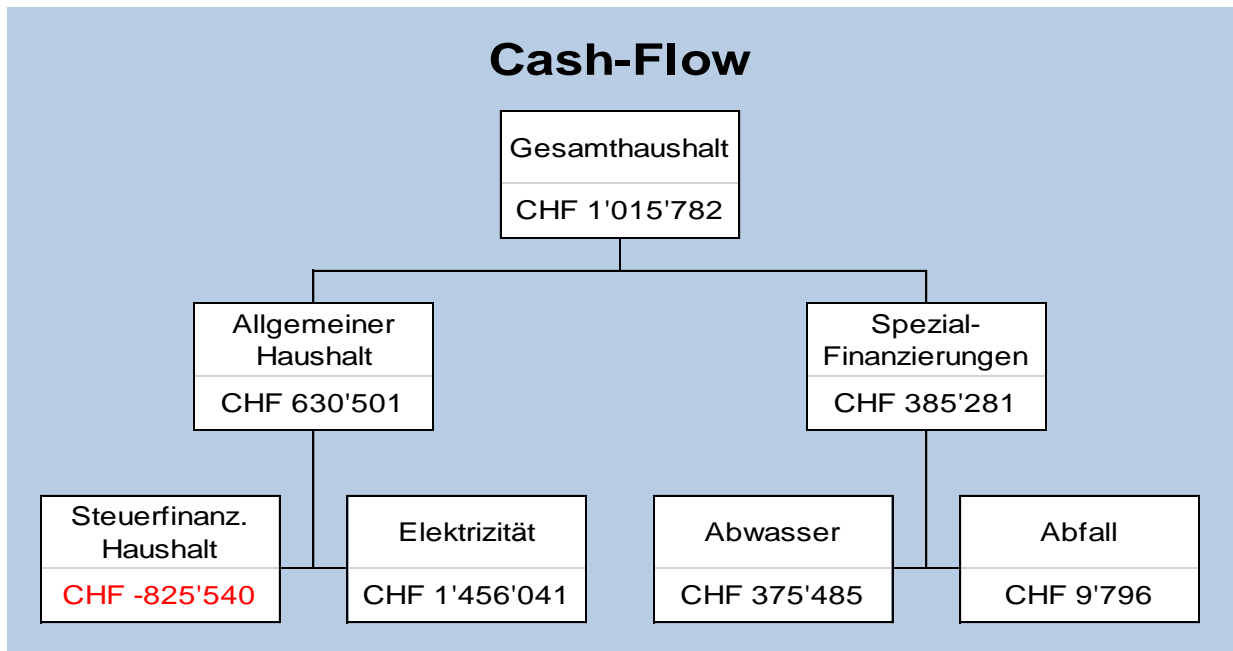 Cash-Flow
Gesamthaushalt
CHF 1'015'782
Allgemeiner
Haushalt
CHF 630'501
Spezial-
Finanzierungen
CHF 385'281
Steuerfinanz.
Haushalt
CHF -825'540
Elektrizität
CHF 1'456'041
Abwasser
CHF 375'485
Abfall
CHF 9'796